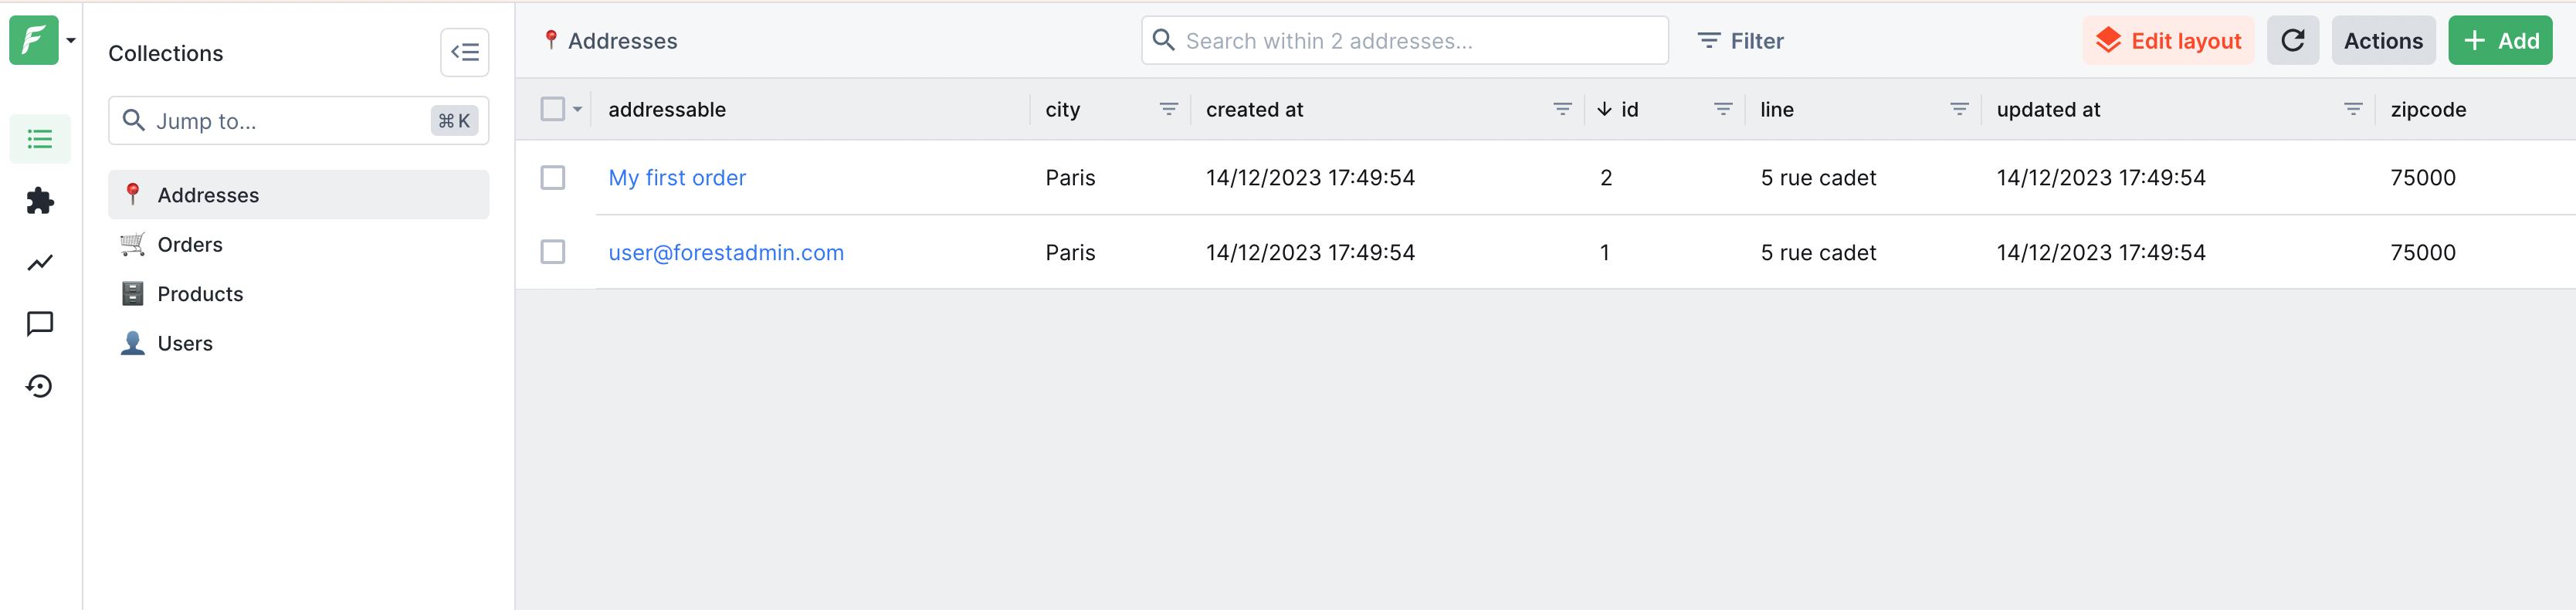 Collections
Jump to...
⌘ K
Addresses
Orders
Products
Users
Addresses
Search within 2 addresses...
Filter
Edit layout
Actions
+ Add
addressable city created at ↓ id line updated at zipcode
My first order Paris 14/12/2023 17:49:54 2 5 rue cadet 14/12/2023 17:49:54 75000
user@forestadmin.com Paris 14/12/2023 17:49:54 1 5 rue cadet 14/12/2023 17:49:54 75000